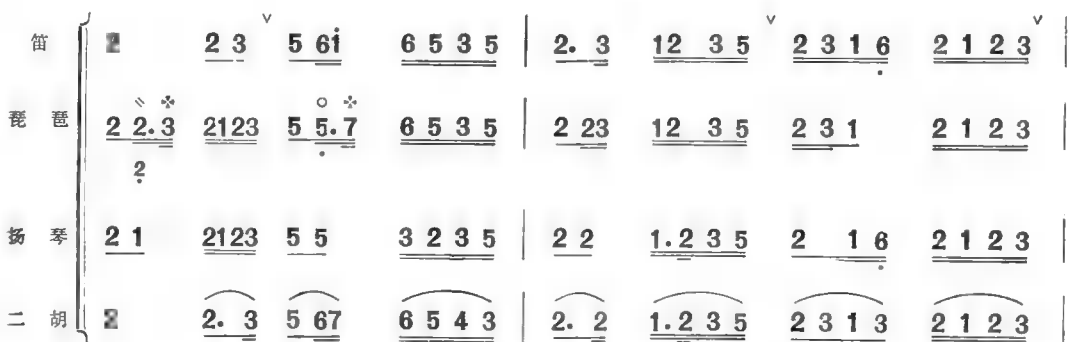 笛 2 3 5 6i 6 5 3 5 | 2. 3 12 3 5 2 3 1 6 2 1 2 3 |
琵琶 2 2.3 2123 5 5.7 6 5 3 5 | 2 23 12 3 5 2 3 1 2 1 2 3 |
2
扬琴 2 1 2123 5 5 3 2 3 5 | 2 2 1.2 3 5 2 1 6 2 1 2 3 |
二胡 2. 3 5 67 6 5 4 3 | 2. 2 1.2 3 5 2 3 1 3 2 1 2 3 |